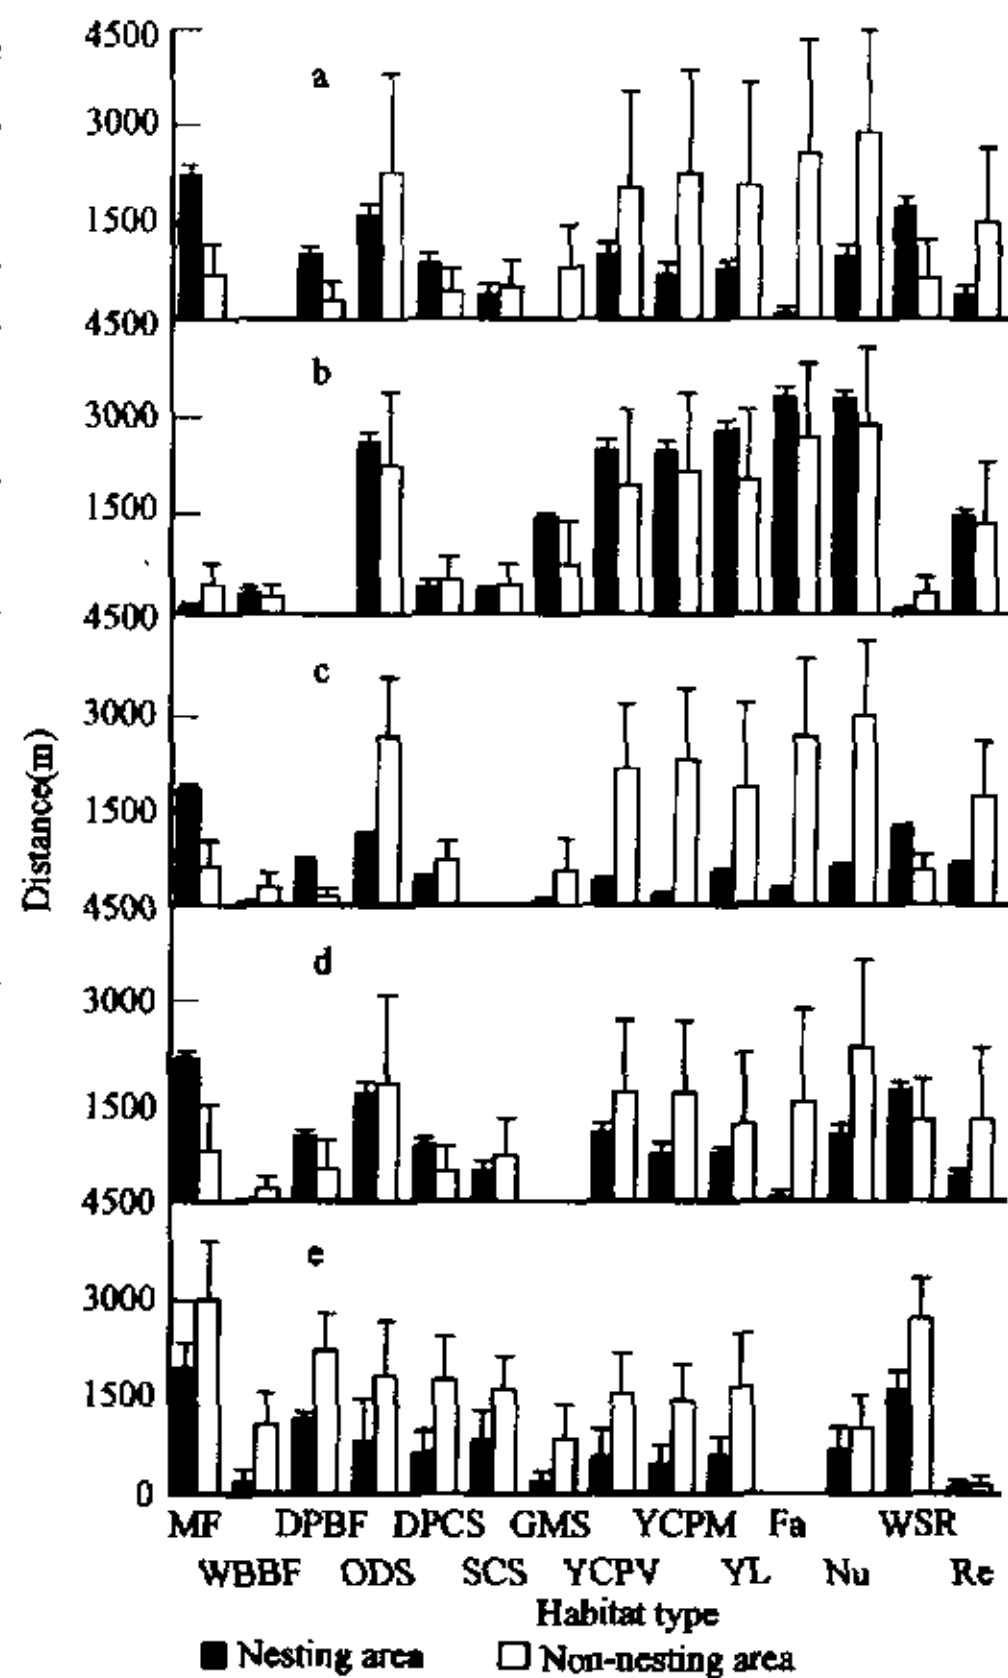 4500
a
3000
1500
4500
b
3000
1500
4500
c
3000
1500
4500
d
3000
1500
4500
e
3000
1500
0
Distance(m)
MF DPBF DPCS GMS YCPM Fa WSR
WBBF ODS SCS YCPV YL Nu Re
Habitat type
Nesting area Non-nesting area